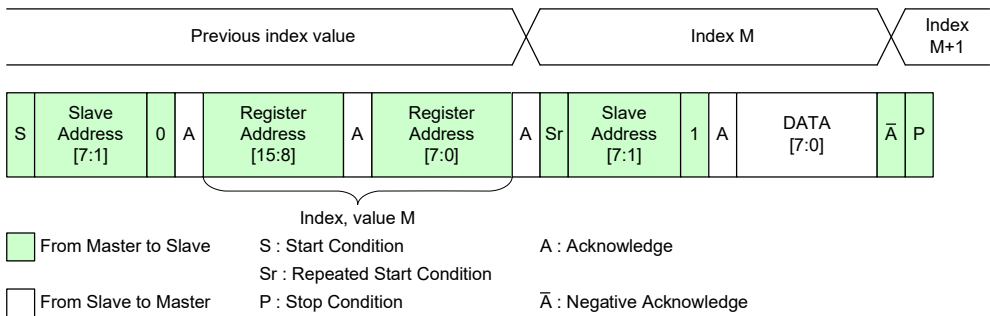 Previous index value
Index M
Index
M+1
S
Slave
Address
[7:1]
0
A
Register
Address
[15:8]
A
Register
Address
[7:0]
A
Sr
Slave
Address
[7:1]
1
A
DATA
[7:0]
A̅
P
Index, value M
From Master to Slave
S : Start Condition
A : Acknowledge
Sr : Repeated Start Condition
From Slave to Master
P : Stop Condition
A̅ : Negative Acknowledge